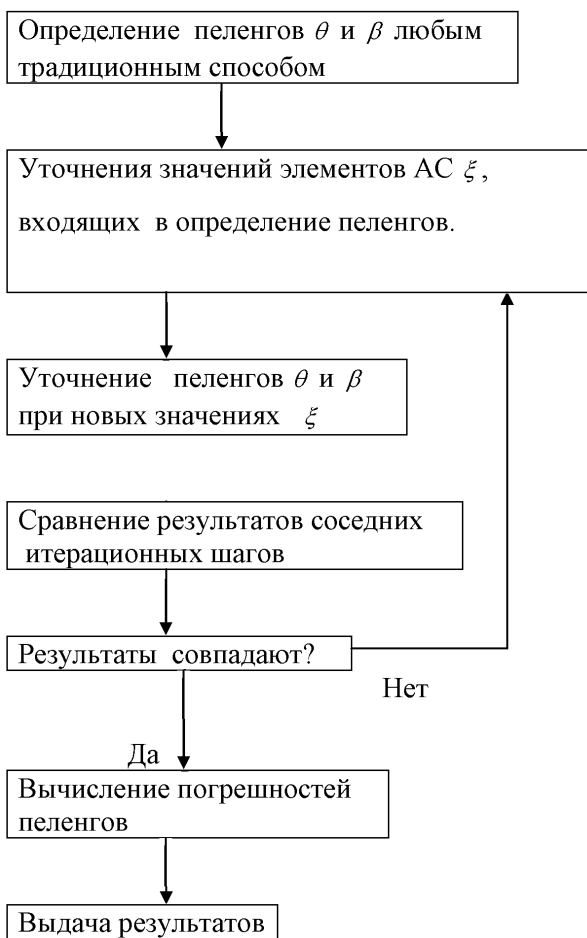 Определение пеленгов θ и β любым
традиционным способом
Уточнения значений элементов АС ξ,
входящих в определение пеленгов.
Уточнение пеленгов θ и β
при новых значениях ξ
Сравнение результатов соседних
итерационных шагов
Результаты совпадают?
Нет
Да
Вычисление погрешностей
пеленгов
Выдача результатов